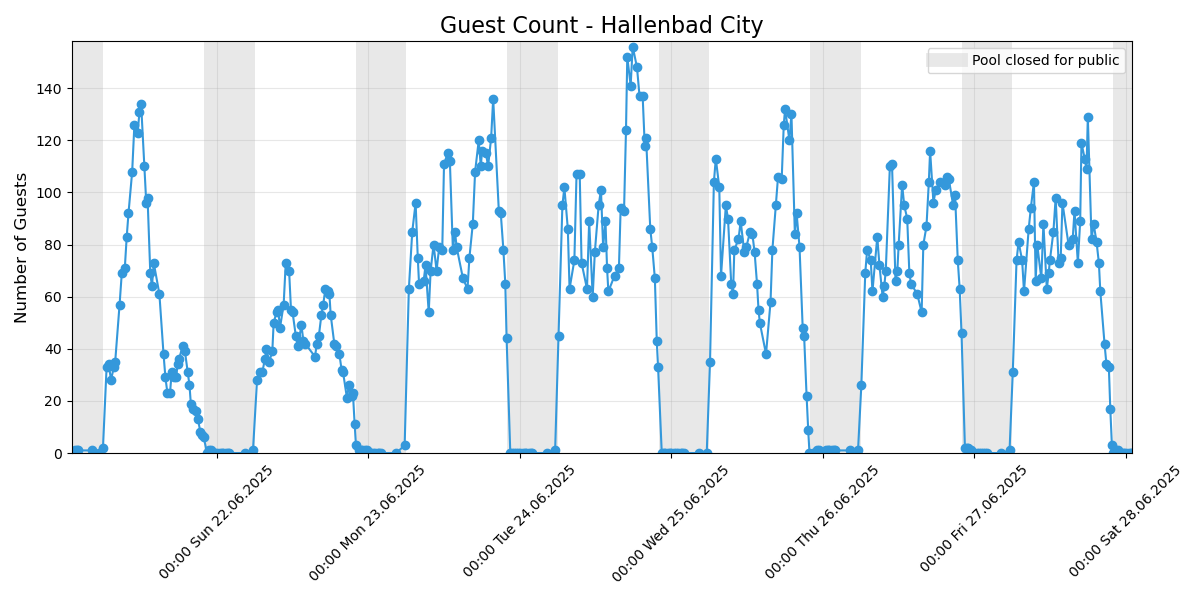 Guest Count - Hallenbad City
Pool closed for public
Number of Guests
140
120
100
80
60
40
20
0
00:00 Sun 22.06.2025
00:00 Mon 23.06.2025
00:00 Tue 24.06.2025
00:00 Wed 25.06.2025
00:00 Thu 26.06.2025
00:00 Fri 27.06.2025
00:00 Sat 28.06.2025